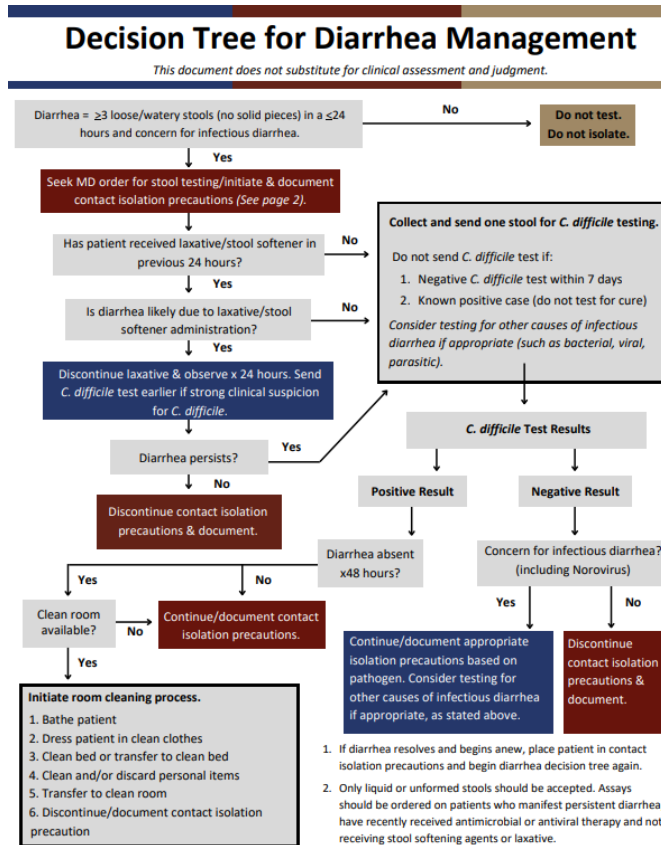 Decision Tree for Diarrhea Management
This document does not substitute for clinical assessment and judgment.
Diarrhea = ≥3 loose/watery stools (no solid pieces) in a ≤24
hours and concern for infectious diarrhea.
No
Do not test.
Do not isolate.
Yes
Seek MD order for stool testing/initiate & document
contact isolation precautions (See page 2).
Has patient received laxative/stool softener in
previous 24 hours?
No
Yes
Is diarrhea likely due to laxative/stool
softener administration?
No
Yes
Collect and send one stool for C. difficile testing.
Do not send C. difficile test if:
1. Negative C. difficile test within 7 days
2. Known positive case (do not test for cure)
Consider testing for other causes of infectious
diarrhea if appropriate (such as bacterial, viral,
parasitic).
Discontinue laxative & observe x 24 hours. Send
C. difficile test earlier if strong clinical suspicion
for C. difficile.
Diarrhea persists?
Yes
No
Discontinue contact isolation
precautions & document.
C. difficile Test Results
Positive Result
Negative Result
Diarrhea absent
x48 hours?
Yes
No
Clean room
available?
No
Continue/document contact
isolation precautions.
Yes
Concern for infectious diarrhea?
(including Norovirus)
Yes
No
Continue/document appropriate
isolation precautions based on
pathogen. Consider testing for
other causes of infectious diarrhea
if appropriate, as stated above.
Discontinue
contact isolation
precautions &
document.
Initiate room cleaning process.
1. Bathe patient
2. Dress patient in clean clothes
3. Clean bed or transfer to clean bed
4. Clean and/or discard personal items
5. Transfer to clean room
6. Discontinue/document contact isolation
precaution
1. If diarrhea resolves and begins anew, place patient in contact
isolation precautions and begin diarrhea decision tree again.
2. Only liquid or unformed stools should be accepted. Assays
should be ordered on patients who manifest persistent diarrhea
have recently received antimicrobial or antiviral therapy and not
receiving stool softening agents or laxative.